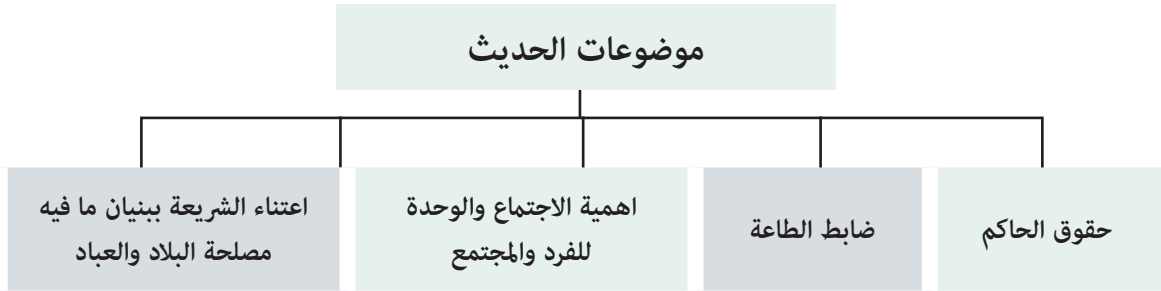 موضوعات الحديث
حقوق الحاكم
ضابط الطاعة
اهمية الاجتماع والوحدة
للفرد والمجتمع
اعتناء الشريعة ببنيان ما فيه
مصلحة البلاد والعباد